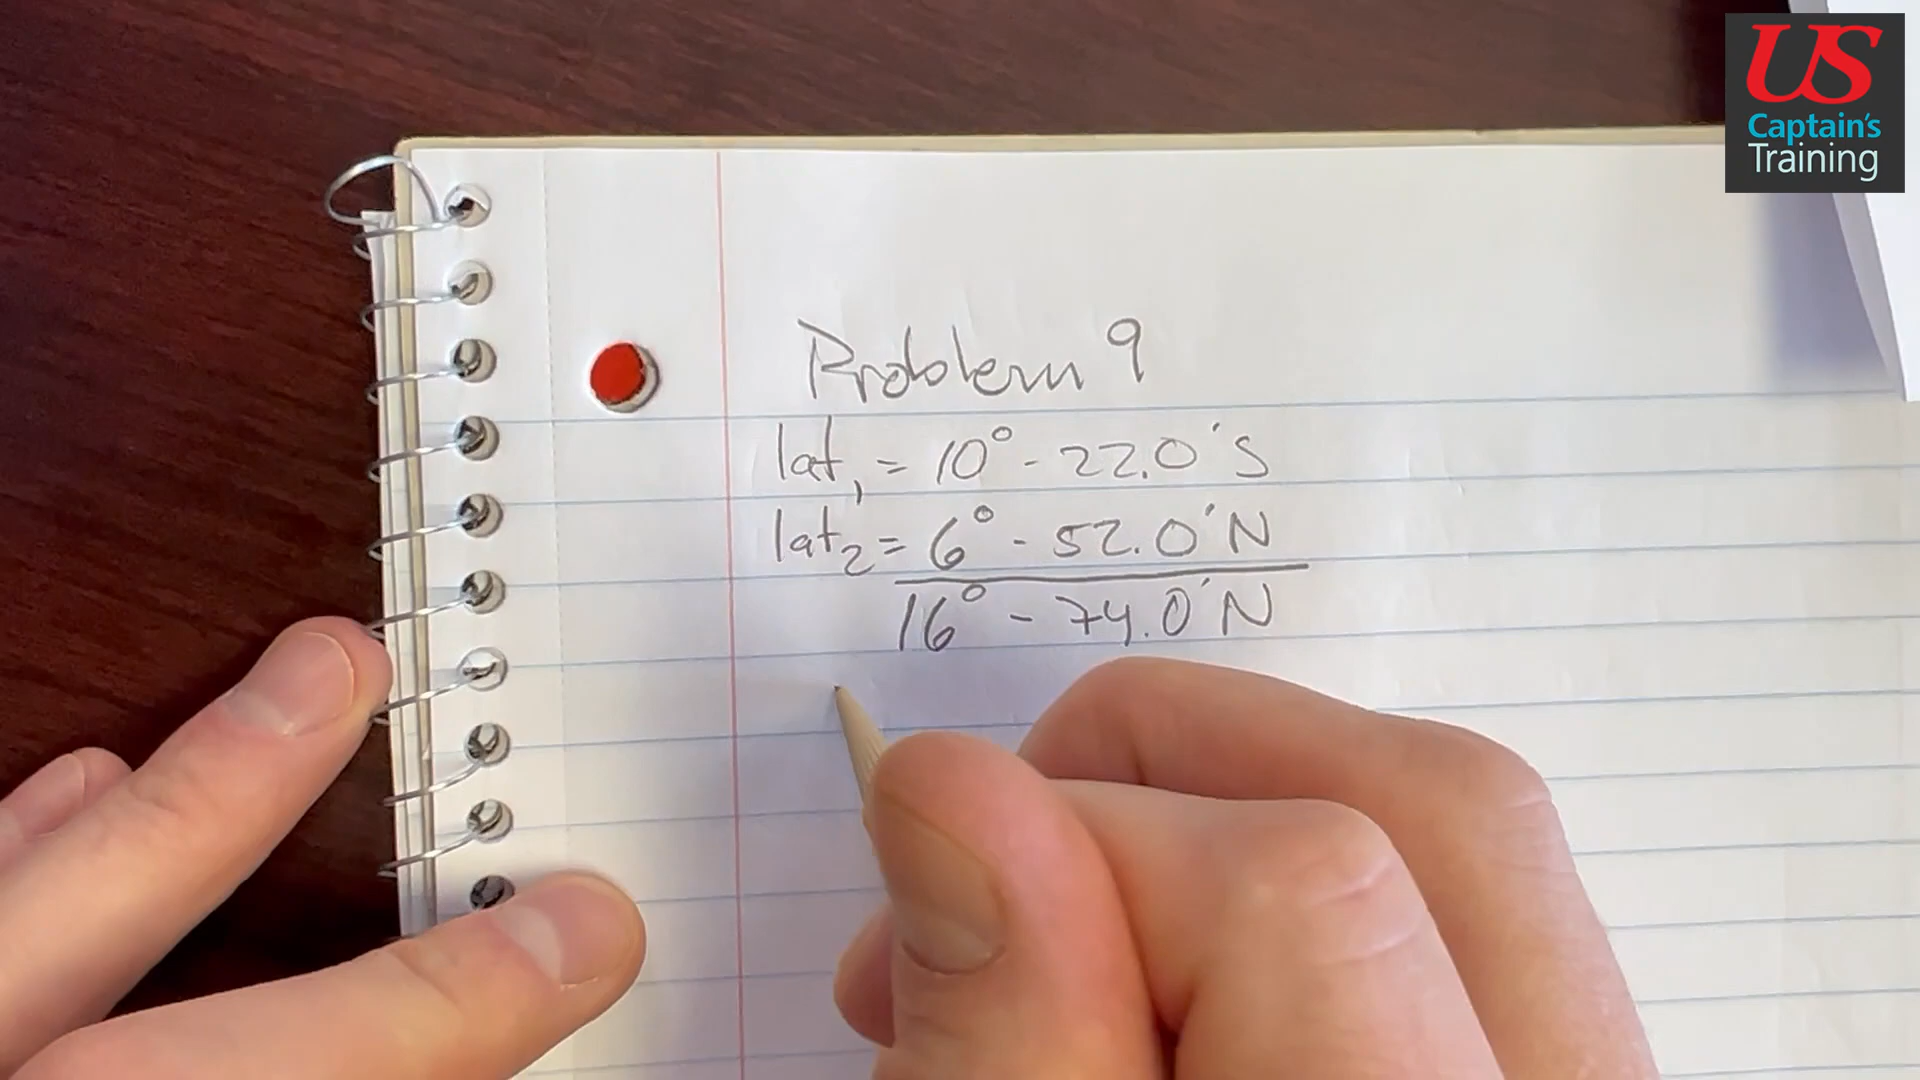 US
Captain's
Training
Problem 9
lat₁ = 10° - 22.0' S
lat₂ = 6° - 52.0' N
16° - 74.0' N